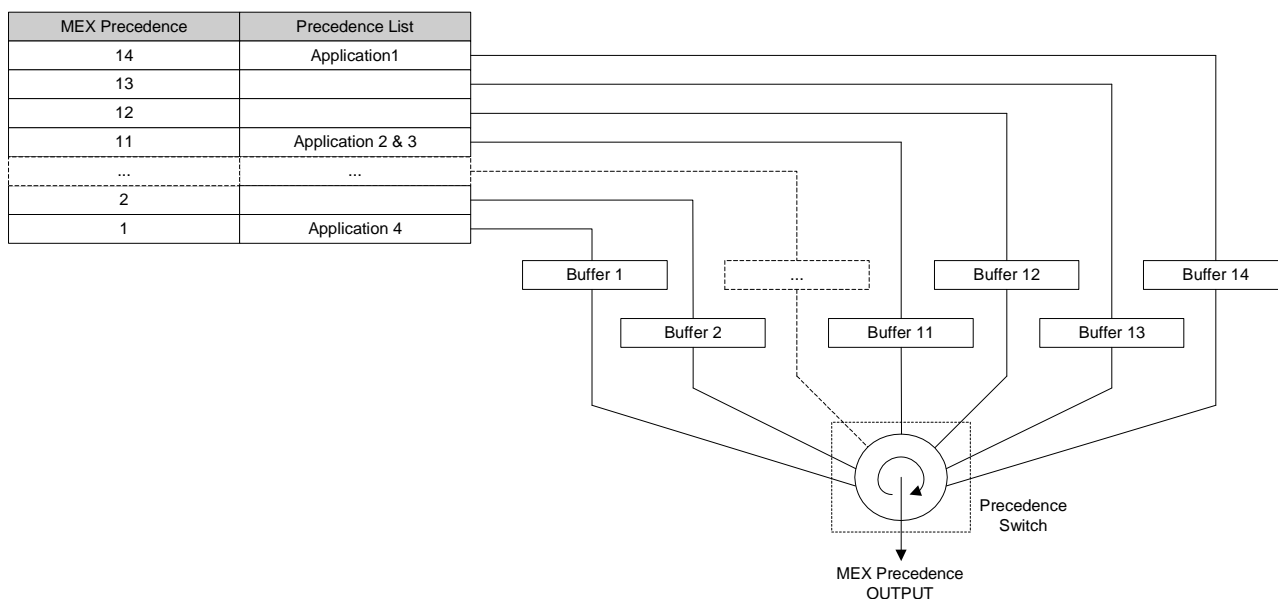 MEX Precedence Precedence List
14 Application1
13
12
11 Application 2 & 3
... ...
2
1 Application 4
Buffer 1
...
Buffer 12
Buffer 14
Buffer 2
Buffer 11
Buffer 13
Precedence
Switch
MEX Precedence
OUTPUT